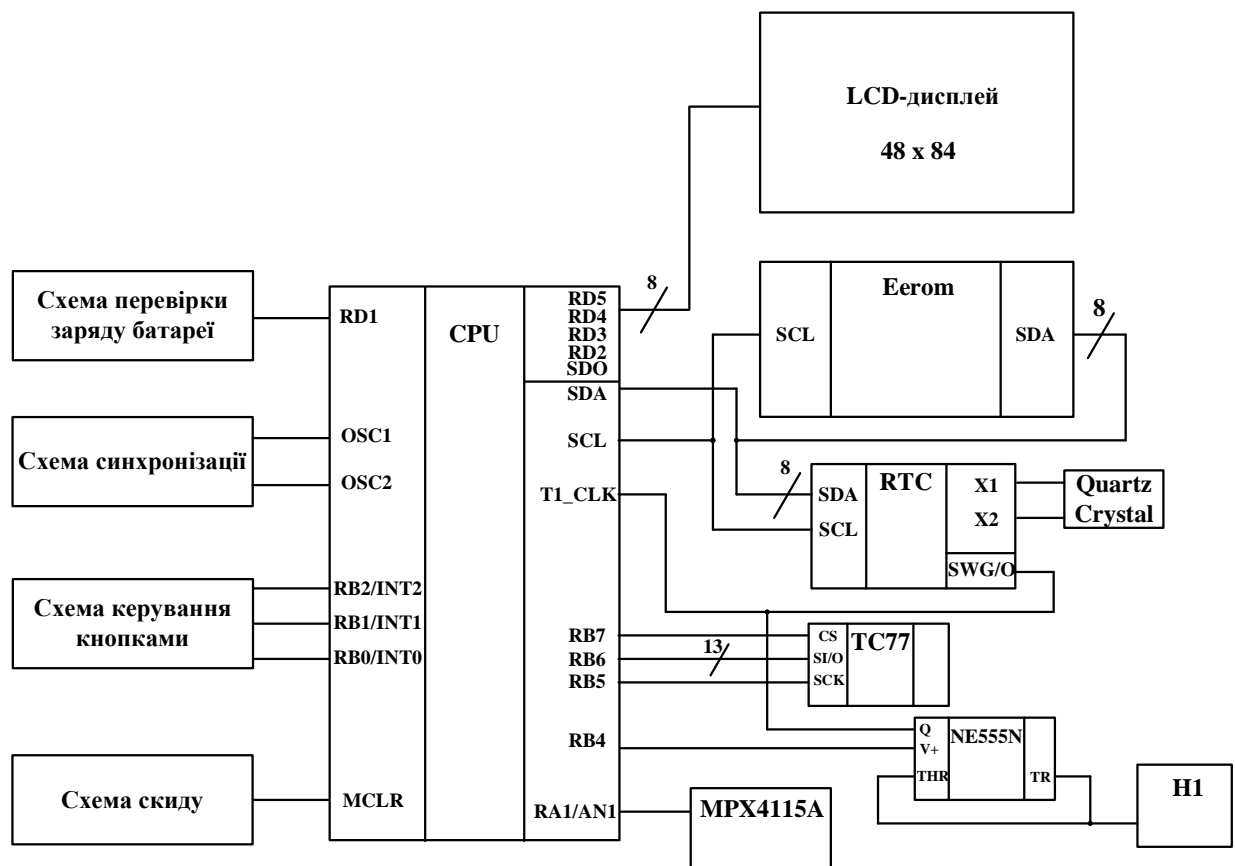 LCD-дисплей
48 x 84
Схема перевірки
заряду батареї
RD1
CPU
RD5
RD4
RD3
RD2
SDO
8
Eerom
SCL
SDA
8
Схема синхронізації
OSC1
OSC2
SDA
SCL
T1_CLK
8
SDA
SCL
RTC
X1
X2
SWG/O
Quartz
Crystal
Схема керування
кнопками
RB2/INT2
RB1/INT1
RB0/INT0
RB7
RB6
RB5
13
CS
SI/O
SCK
TC77
RB4
Q
V+
THR
NE555N
TR
H1
Схема скиду
MCLR
RA1/AN1
MPX4115A